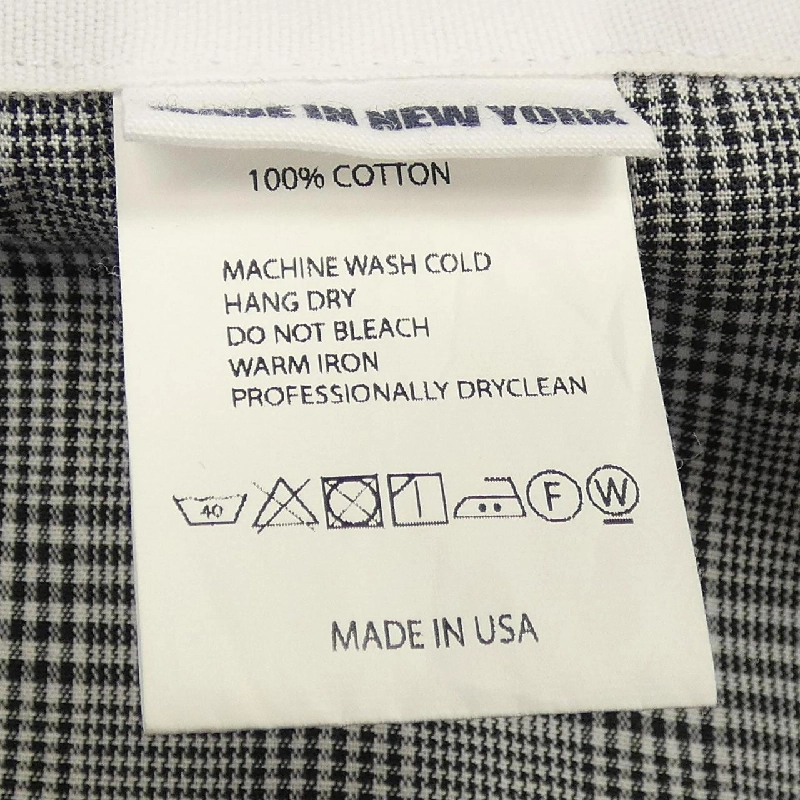 MADE IN NEW YORK
100% COTTON
MACHINE WASH COLD
HANG DRY
DO NOT BLEACH
WARM IRON
PROFESSIONALLY DRYCLEAN
40 F W
MADE IN USA